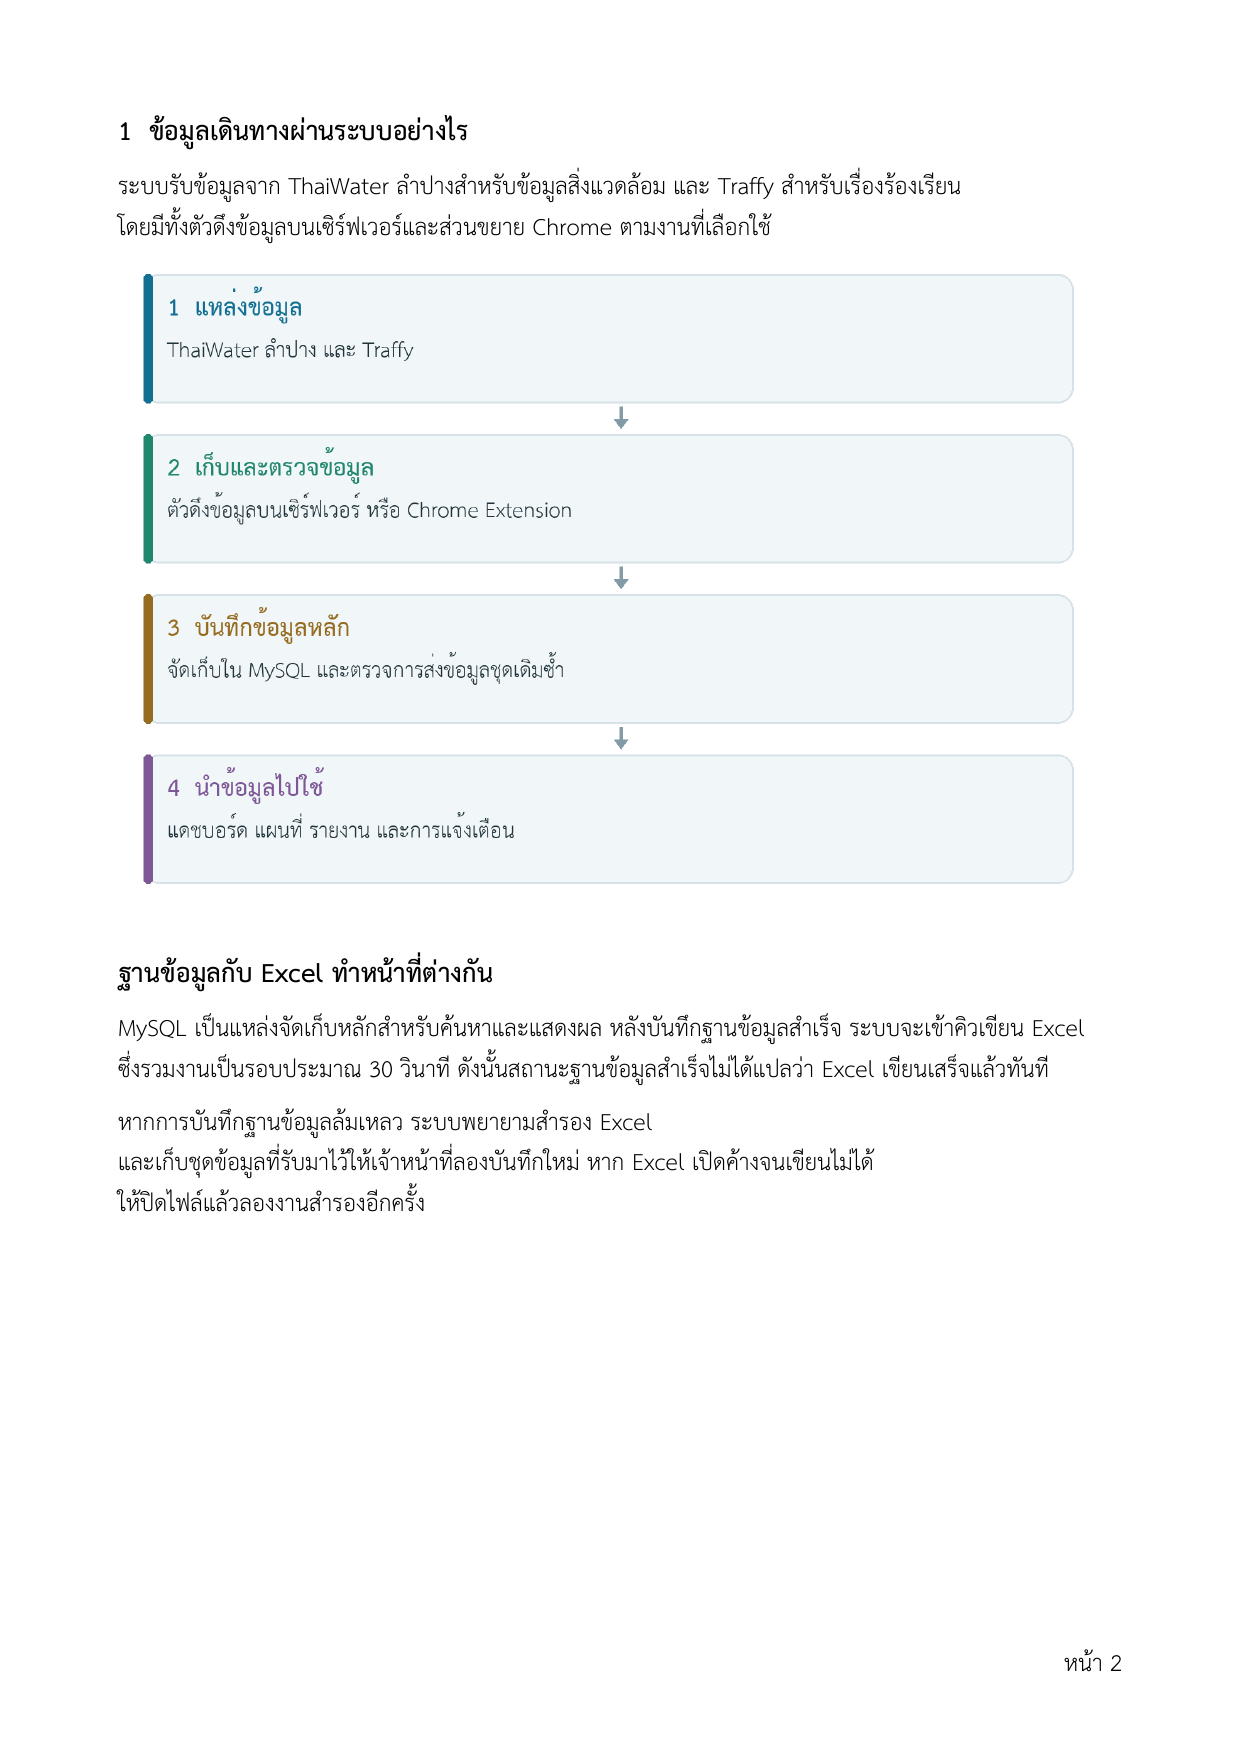 1 ข้อมูลเดินทางผ่านระบบอย่างไร
ระบบรับข้อมูลจาก ThaiWater ลำปางสำหรับข้อมูลสิ่งแวดล้อม และ Traffy สำหรับเรื่องร้องเรียน
โดยมีทั้งตัวดึงข้อมูลบนเซิร์ฟเวอร์และส่วนขยาย Chrome ตามงานที่เลือกใช้
1 แหล่งข้อมูล
ThaiWater ลำปาง และ Traffy
2 เก็บและตรวจข้อมูล
ตัวดึงข้อมูลบนเซิร์ฟเวอร์ หรือ Chrome Extension
3 บันทึกข้อมูลหลัก
จัดเก็บใน MySQL และตรวจการส่งข้อมูลชุดเดิมซ้ำ
4 นำข้อมูลไปใช้
แดชบอร์ด แผนที่ รายงาน และการแจ้งเตือน
ฐานข้อมูลกับ Excel ทำหน้าที่ต่างกัน
MySQL เป็นแหล่งจัดเก็บหลักสำหรับค้นหาและแสดงผล หลังบันทึกฐานข้อมูลสำเร็จ ระบบจะเข้าคิวเขียน Excel
ซึ่งรวมงานเป็นรอบประมาณ 30 วินาที ดังนั้นสถานะฐานข้อมูลสำเร็จไม่ได้แปลว่า Excel เขียนเสร็จแล้วทันที
หากการบันทึกฐานข้อมูลล้มเหลว ระบบพยายามสำรอง Excel
และเก็บชุดข้อมูลที่รับมาไว้ให้เจ้าหน้าที่ลองบันทึกใหม่ หาก Excel เปิดค้างจนเขียนไม่ได้
ให้ปิดไฟล์แล้วลองงานสำรองอีกครั้ง
หน้า 2